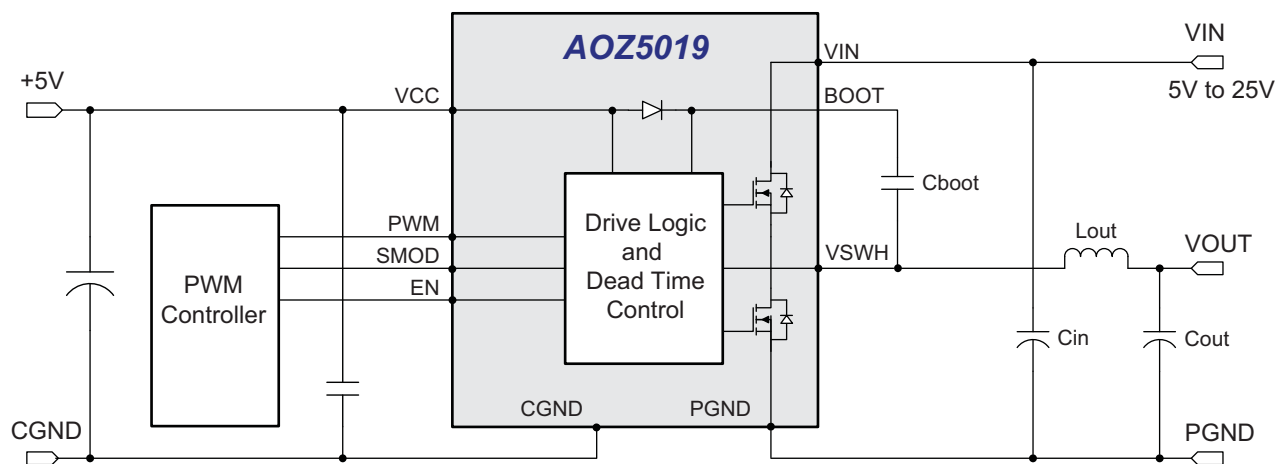 AOZ5019
VIN
5V to 25V
+5V
VCC
VIN
BOOT
Cboot
PWM
Controller
PWM
SMOD
EN
Drive Logic
and
Dead Time
Control
VSWH
Lout
VOUT
Cin
Cout
CGND
CGND
PGND
PGND